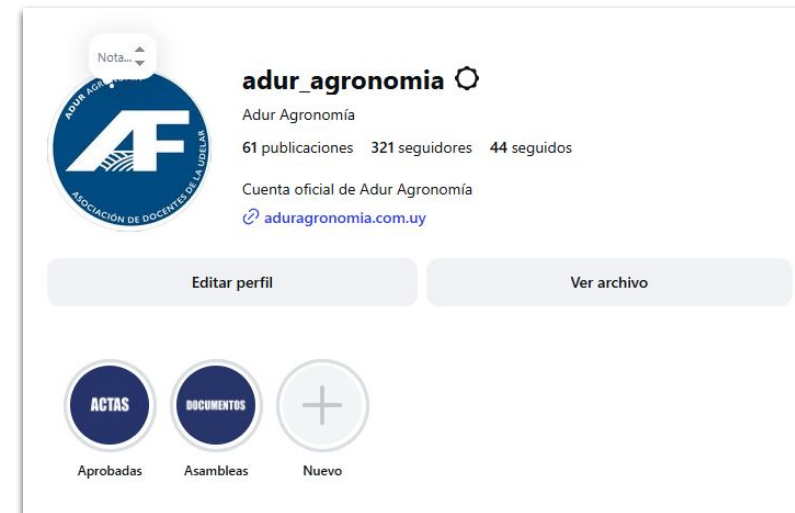 Nota...
ADUR AGRONOMÍA
ASOCIACIÓN DE DOCENTES DE LA UDELAR
AF
adur_agronomia
Adur Agronomía
61 publicaciones 321 seguidores 44 seguidos
Cuenta oficial de Adur Agronomía
aduragronomia.com.uy
Editar perfil
Ver archivo
ACTAS
DOCUMENTOS
Aprobadas
Asambleas
Nuevo